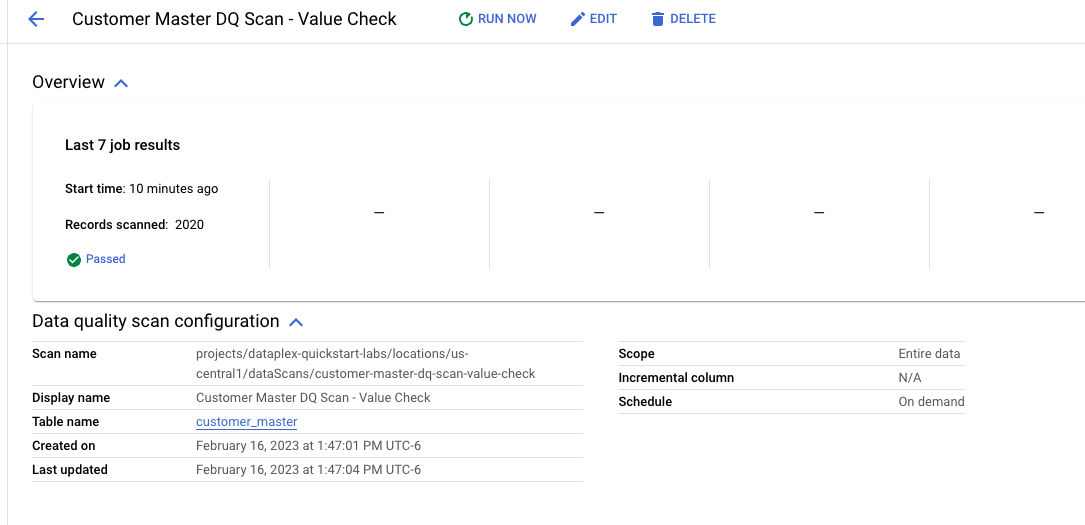 Customer Master DQ Scan - Value Check RUN NOW EDIT DELETE
Overview
Last 7 job results
Start time: 10 minutes ago
— — — —
Records scanned: 2020
Passed
Data quality scan configuration
Scan name projects/dataplex-quickstart-labs/locations/us-
central1/dataScans/customer-master-dq-scan-value-check
Display name Customer Master DQ Scan - Value Check
Table name customer_master
Created on February 16, 2023 at 1:47:01 PM UTC-6
Last updated February 16, 2023 at 1:47:04 PM UTC-6
Scope Entire data
Incremental column N/A
Schedule On demand